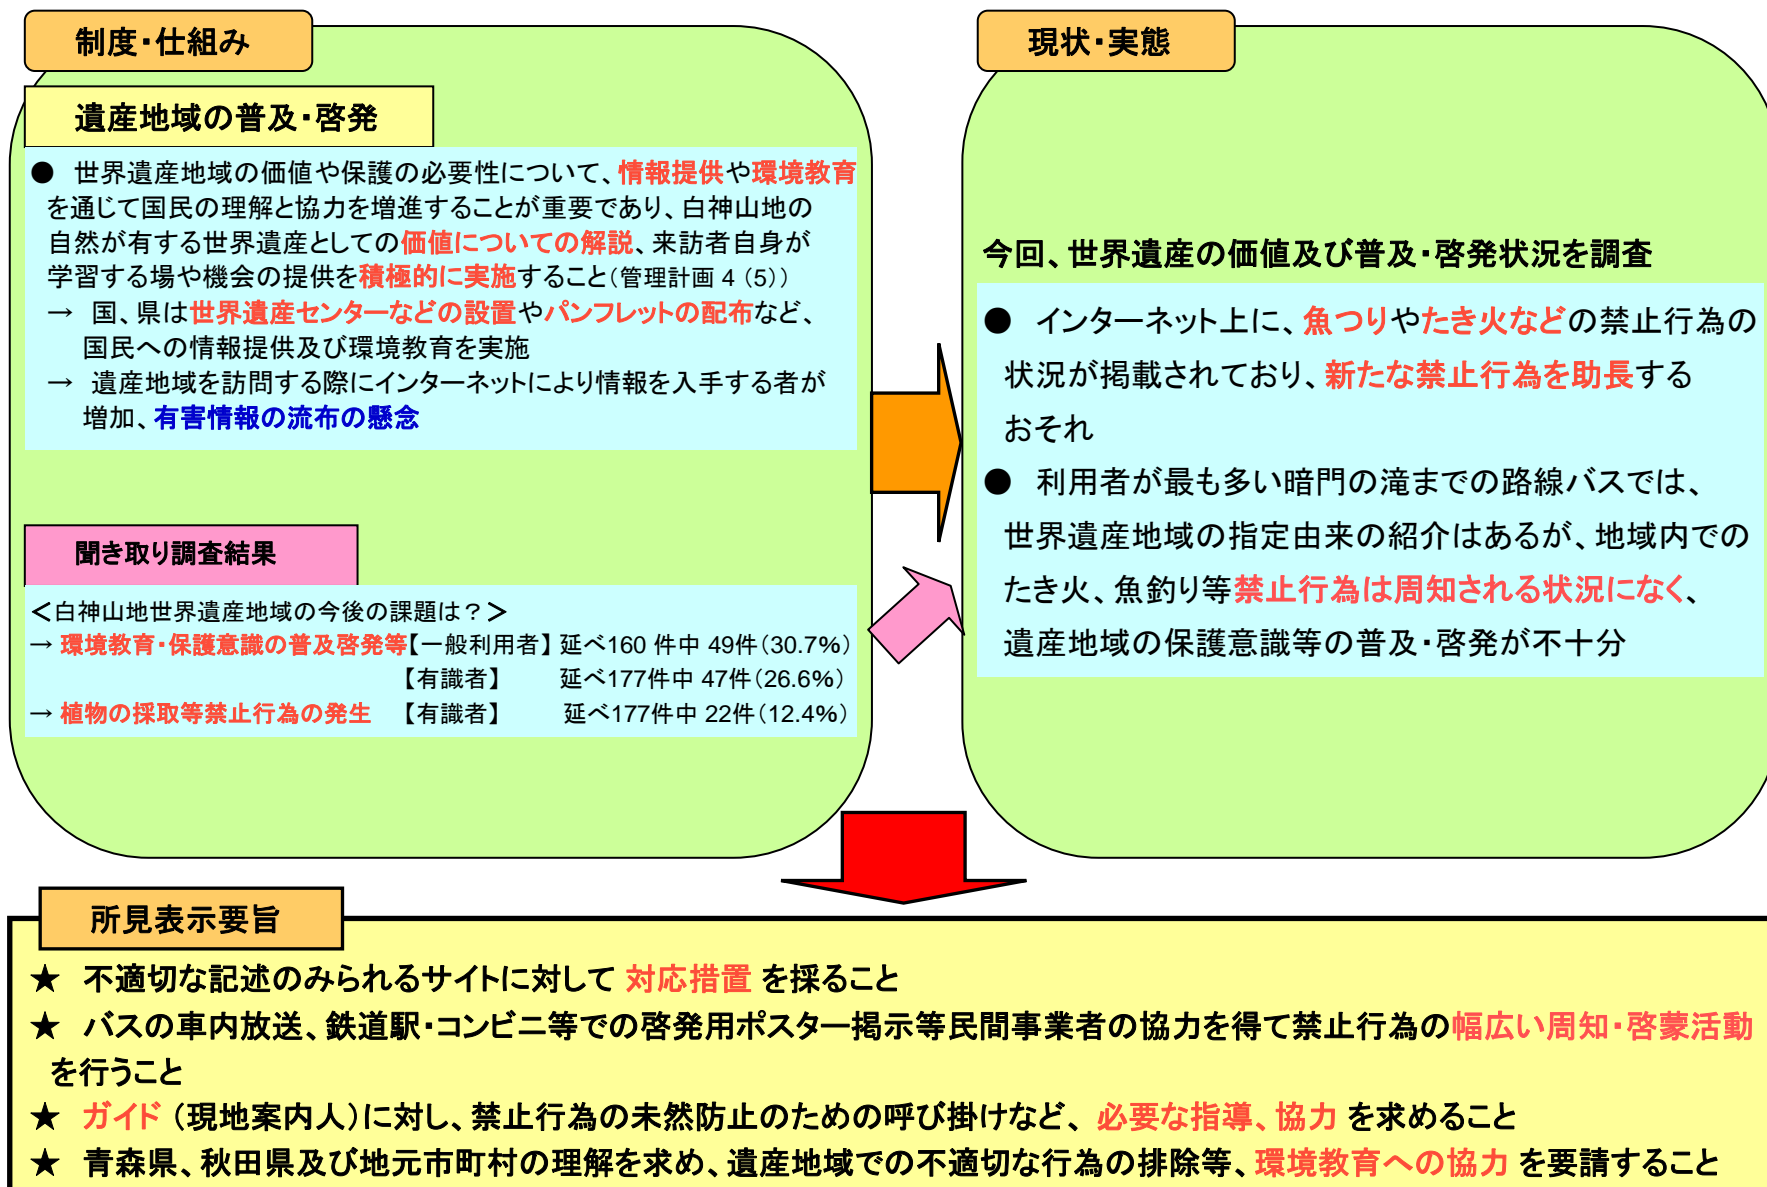 制度・仕組み
遺産地域の普及・啓発
● 世界遺産地域の価値や保護の必要性について、情報提供や環境教育
を通じて国民の理解と協力を増進することが重要であり、白神山地の
自然が有する世界遺産としての価値についての解説、来訪者自身が
学習する場や機会の提供を積極的に実施すること（管理計画 4 （5））
→ 国、県は世界遺産センターなどの設置やパンフレットの配布など、
国民への情報提供及び環境教育を実施
→ 遺産地域を訪問する際にインターネットにより情報を入手する者が
増加、有害情報の流布の懸念
聞き取り調査結果
＜白神山地世界遺産地域の今後の課題は？＞
→ 環境教育・保護意識の普及啓発等【一般利用者】 延べ160 件中 49件（30.7%）
【有識者】 延べ177件中 47件（26.6%）
→ 植物の採取等禁止行為の発生 【有識者】 延べ177件中 22件（12.4%）
現状・実態
今回、世界遺産の価値及び普及・啓発状況を調査
● インターネット上に、魚つりやたき火などの禁止行為の
状況が掲載されており、新たな禁止行為を助長する
おそれ
● 利用者が最も多い暗門の滝までの路線バスでは、
世界遺産地域の指定由来の紹介はあるが、地域内での
たき火、魚釣り等禁止行為は周知される状況になく、
遺産地域の保護意識等の普及・啓発が不十分
所見表示要旨
★ 不適切な記述のみられるサイトに対して 対応措置 を採ること
★ バスの車内放送、鉄道駅・コンビニ等での啓発用ポスター掲示等民間事業者の協力を得て禁止行為の幅広い周知・啓蒙活動
を行うこと
★ ガイド （現地案内人）に対し、禁止行為の未然防止のための呼び掛けなど、 必要な指導、協力 を求めること
★ 青森県、秋田県及び地元市町村の理解を求め、遺産地域での不適切な行為の排除等、環境教育への協力 を要請すること